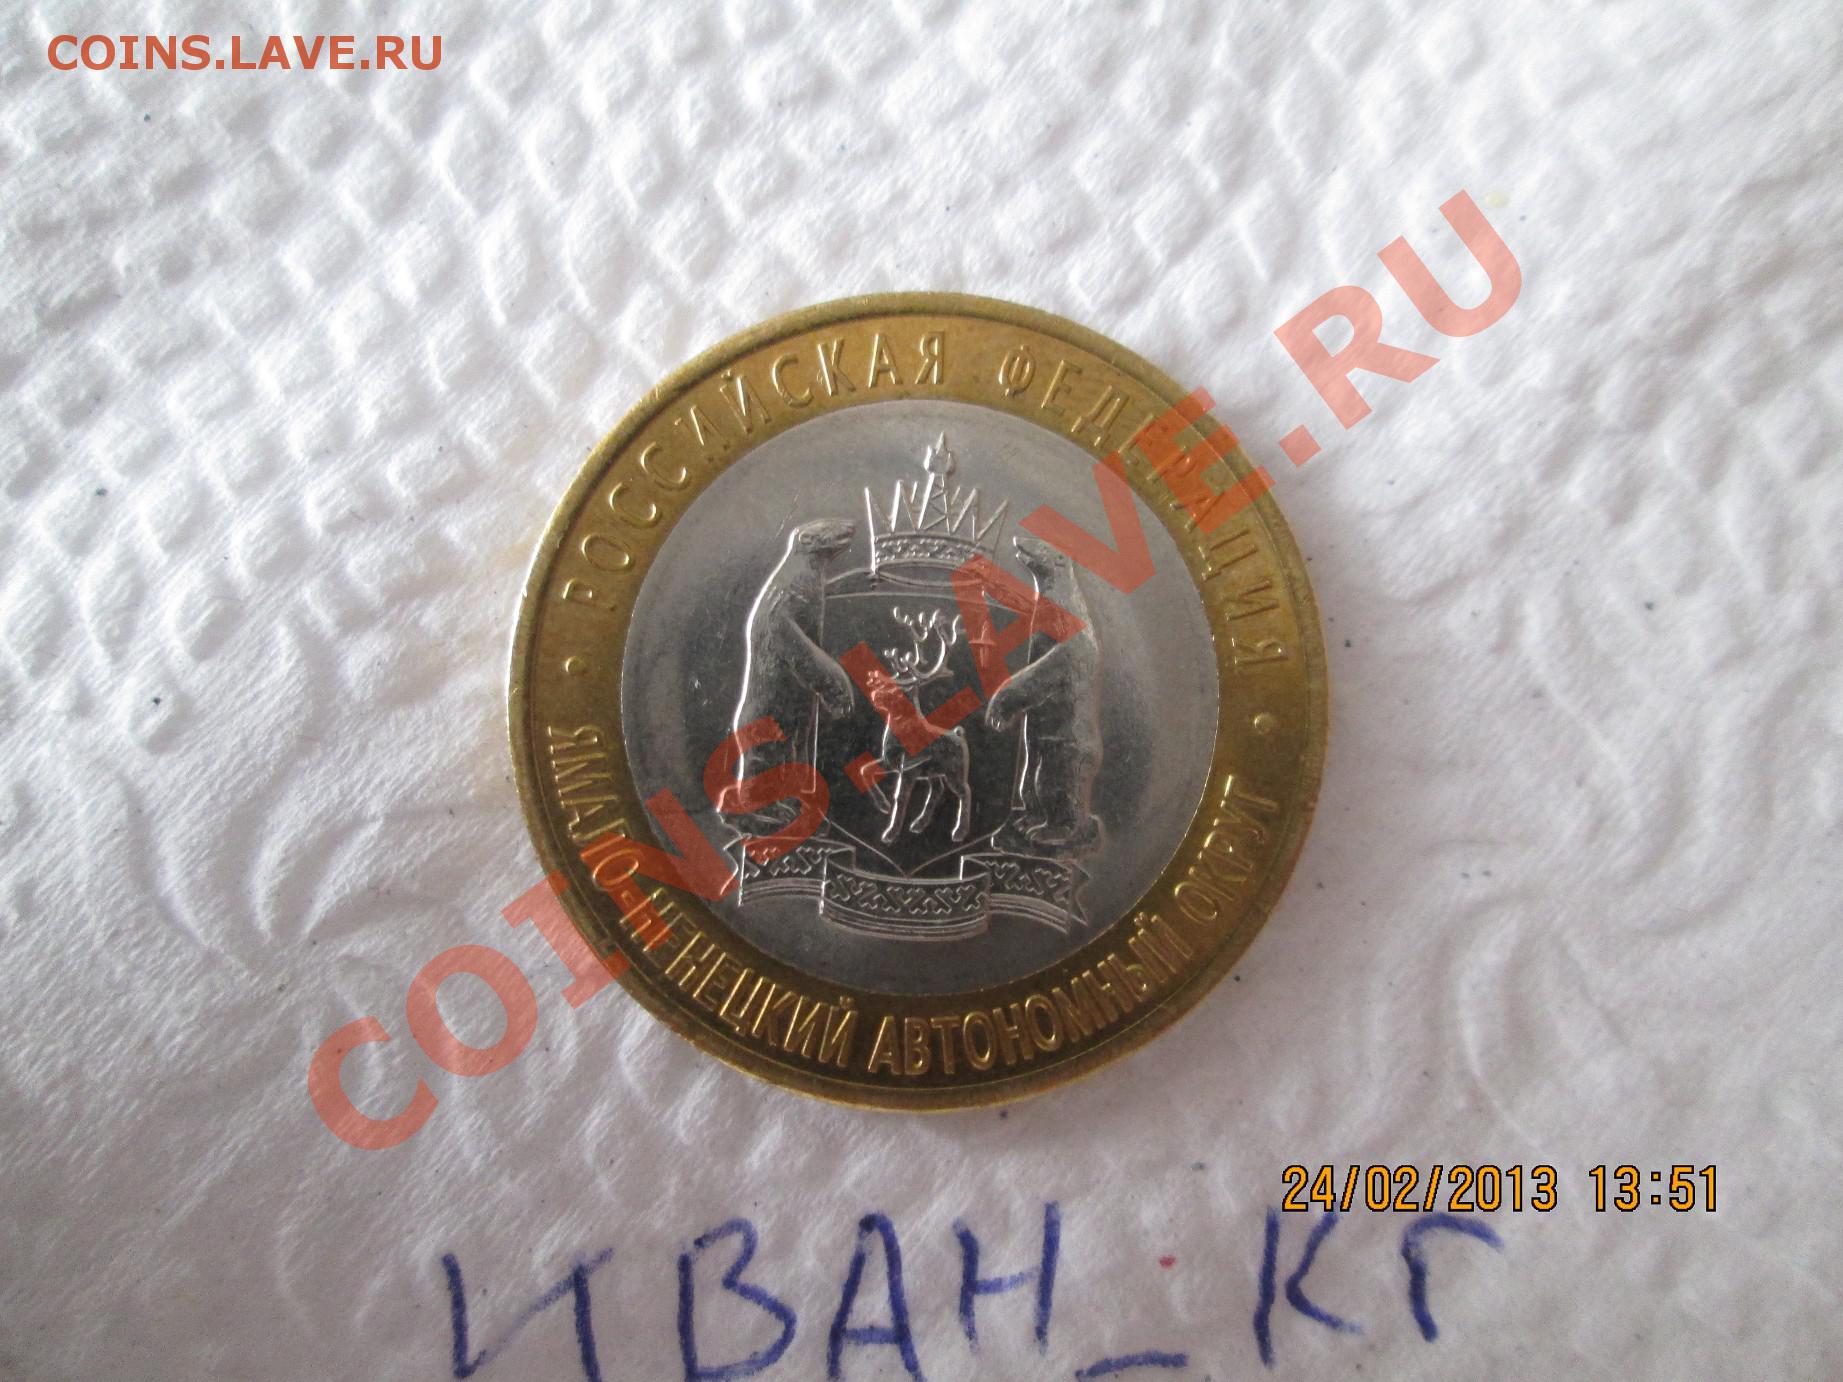 COINS.LAVE.RU
РОССИЙСКАЯ ФЕДЕРАЦИЯ
ЯМАЛО-НЕНЕЦКИЙ АВТОНОМНЫЙ ОКРУГ
COINS.LAVE.RU
24/02/2013 13:51
ИВАН_КГ